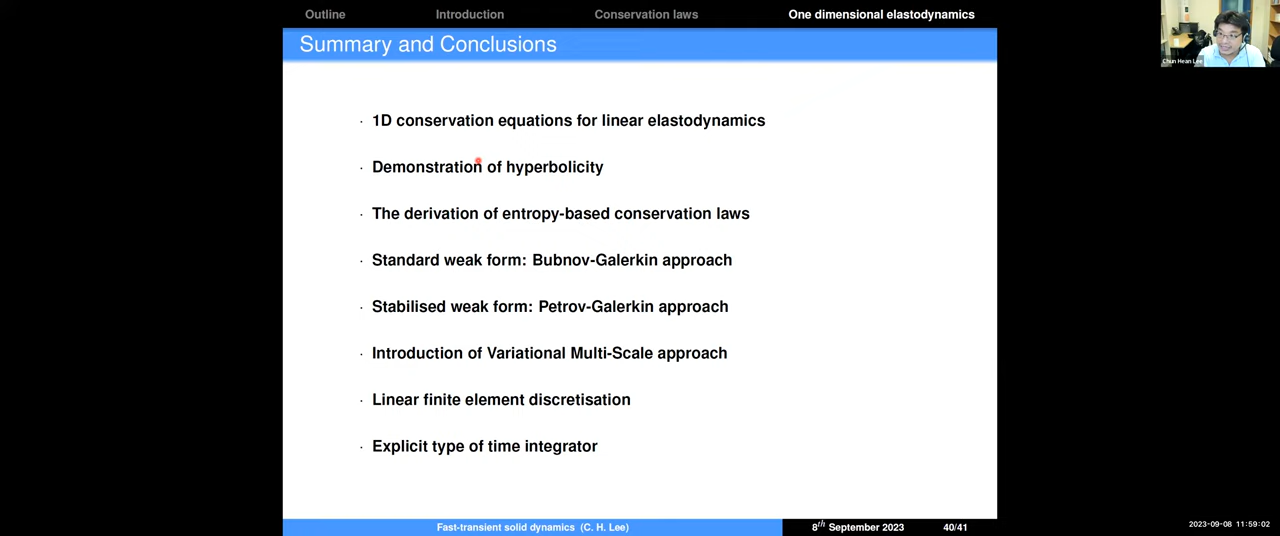 Outline Introduction Conservation laws One dimensional elastodynamics
Summary and Conclusions
Chun Hean Lee
· 1D conservation equations for linear elastodynamics
· Demonstration of hyperbolicity
· The derivation of entropy-based conservation laws
· Standard weak form: Bubnov-Galerkin approach
· Stabilised weak form: Petrov-Galerkin approach
· Introduction of Variational Multi-Scale approach
· Linear finite element discretisation
· Explicit type of time integrator
Fast-transient solid dynamics (C. H. Lee) 8th September 2023 40/41
2023-09-08 11:59:02